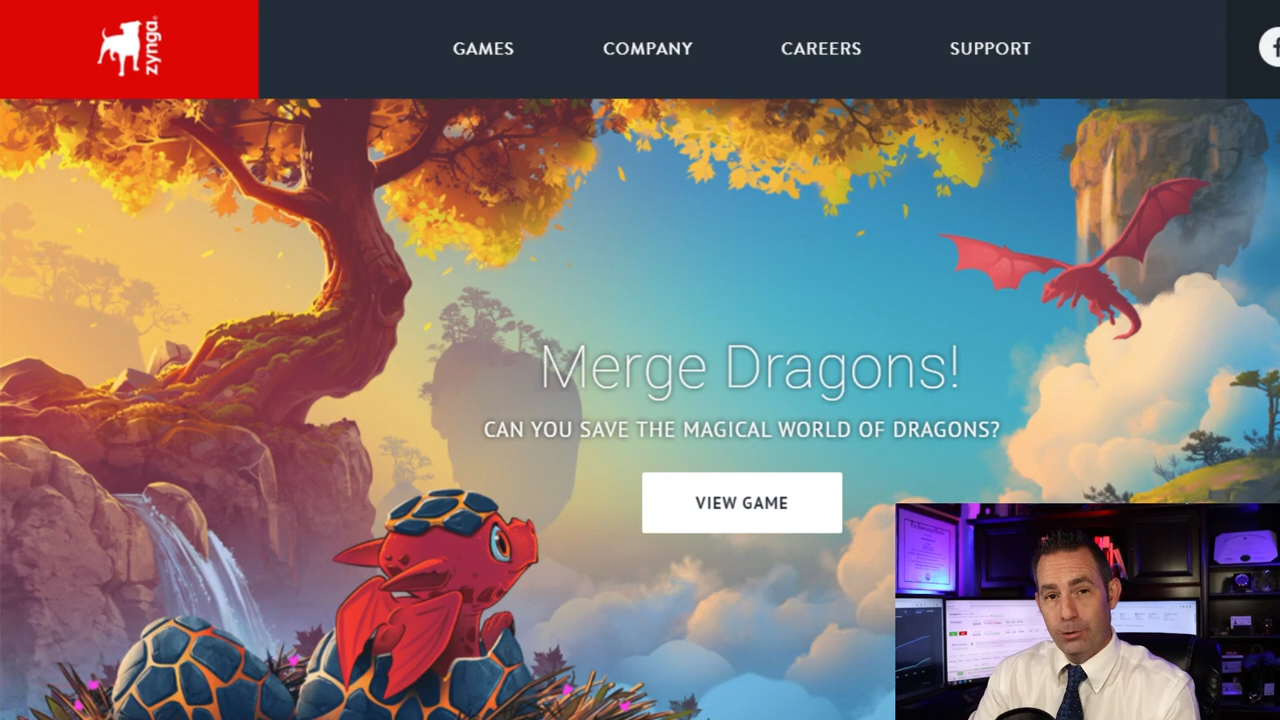 zynga
GAMES
COMPANY
CAREERS
SUPPORT
Merge Dragons!
CAN YOU SAVE THE MAGICAL WORLD OF DRAGONS?
VIEW GAME